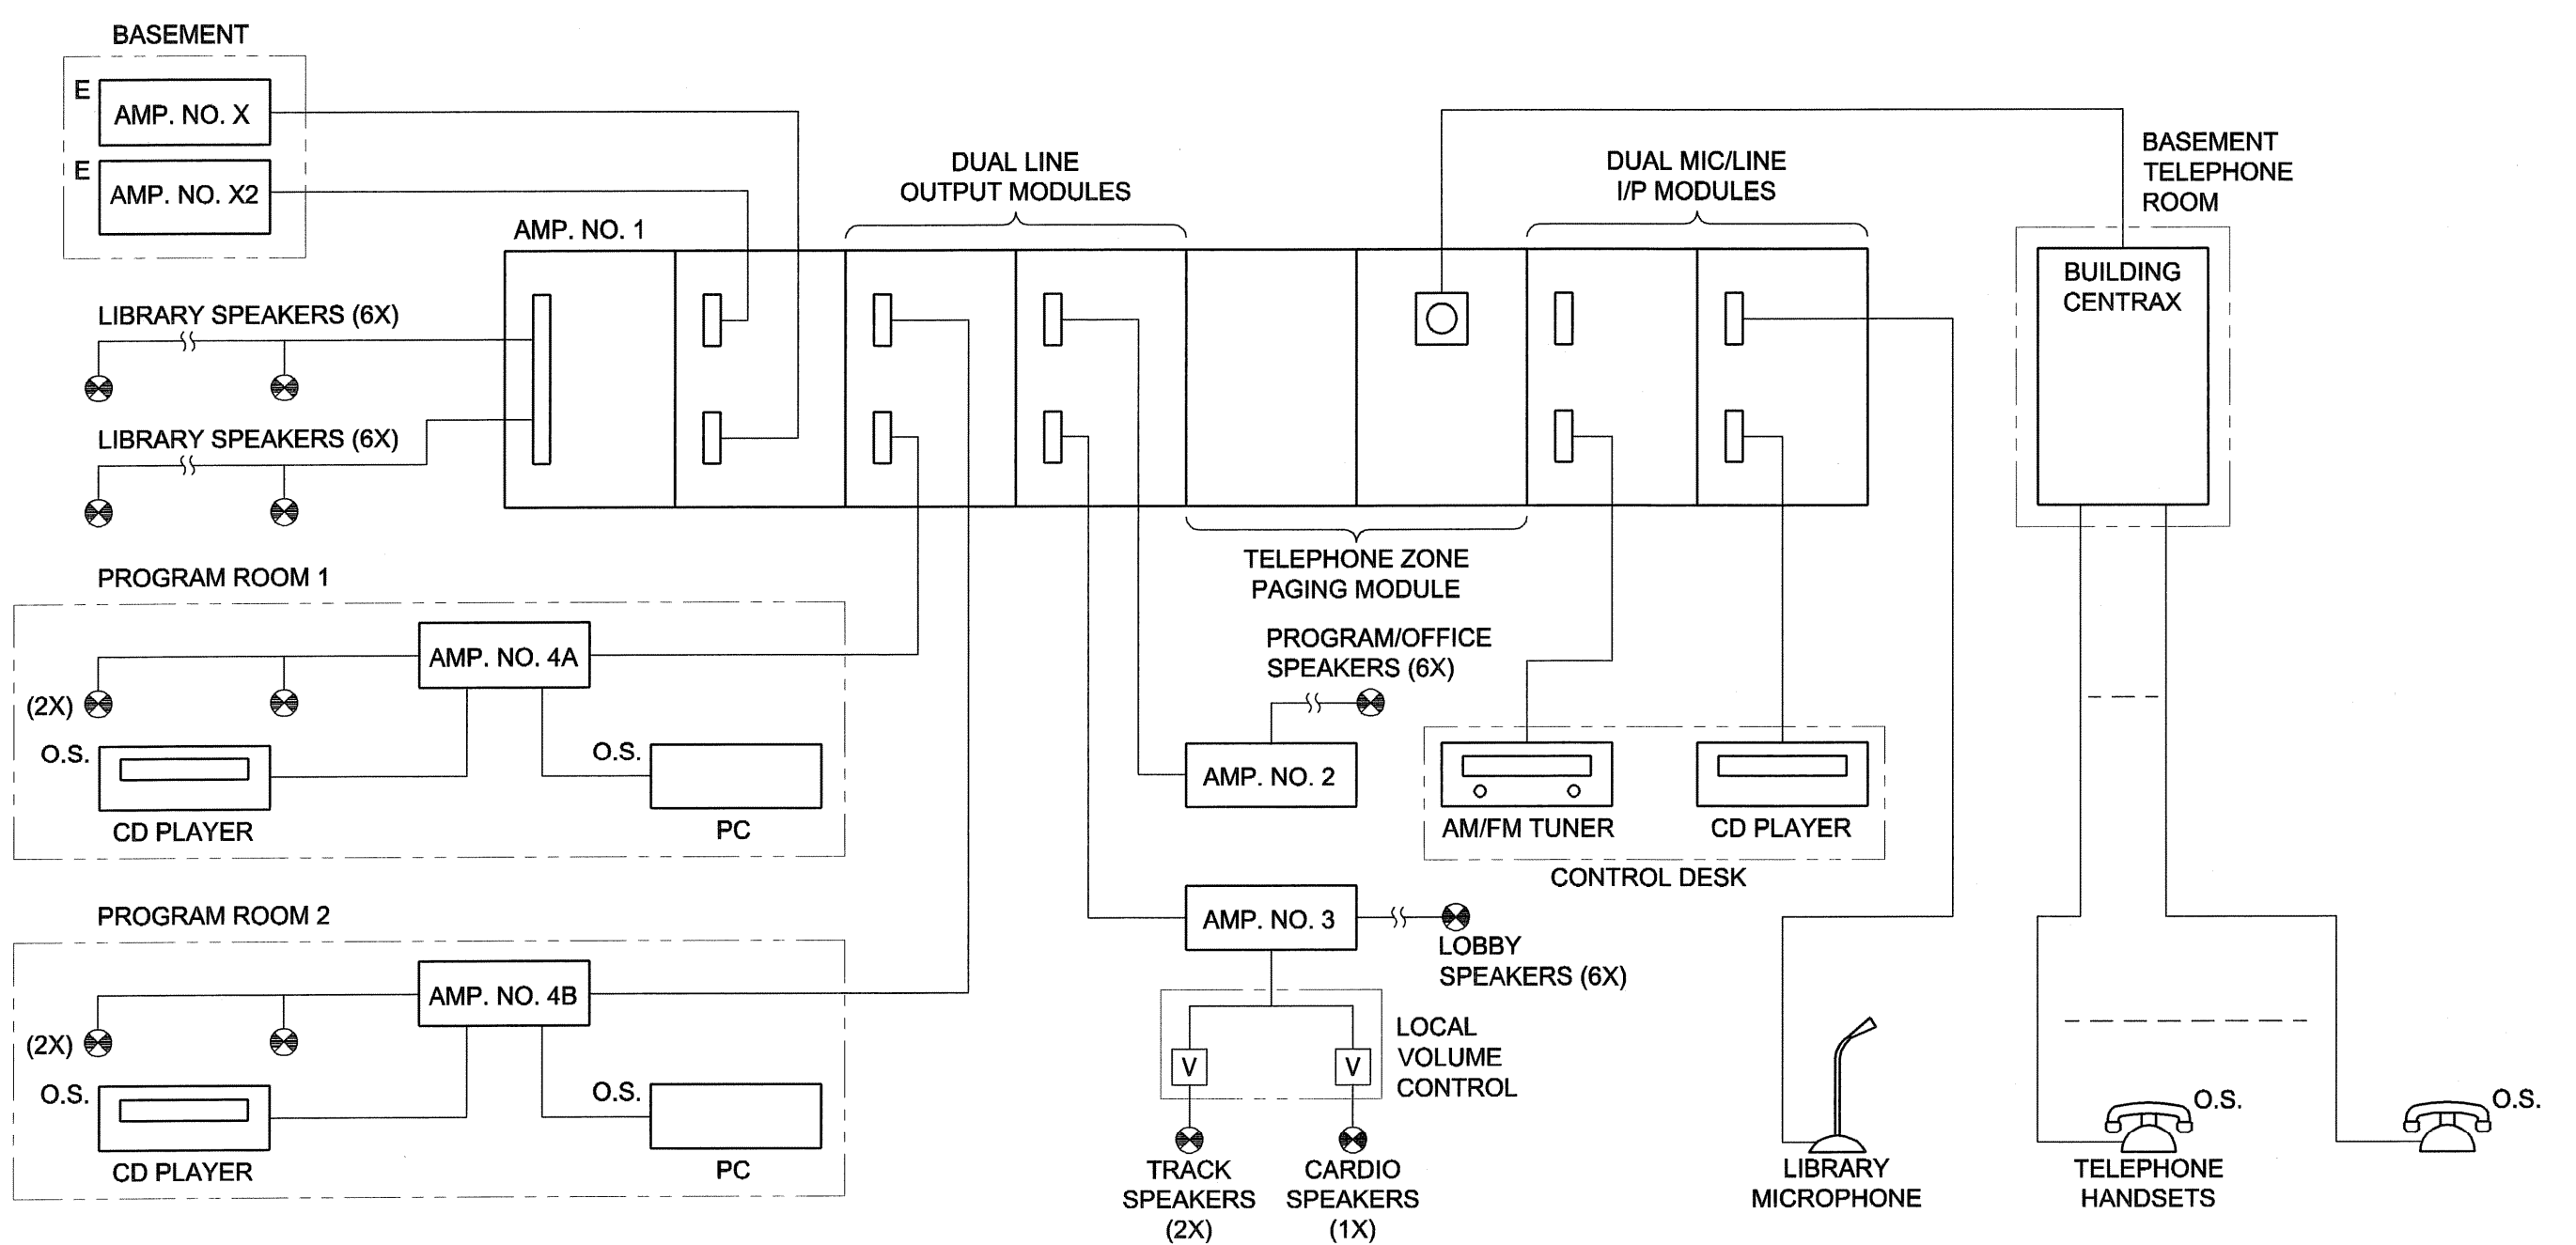 BASEMENT
E
AMP. NO. X
E
AMP. NO. X2
AMP. NO. 1
DUAL LINE
OUTPUT MODULES
DUAL MIC/LINE
I/P MODULES
BASEMENT
TELEPHONE
ROOM
BUILDING
CENTRAX
LIBRARY SPEAKERS (6X)
LIBRARY SPEAKERS (6X)
TELEPHONE ZONE
PAGING MODULE
PROGRAM ROOM 1
AMP. NO. 4A
(2X)
O.S.
CD PLAYER
O.S.
PC
PROGRAM/OFFICE
SPEAKERS (6X)
AMP. NO. 2
AM/FM TUNER
CD PLAYER
CONTROL DESK
PROGRAM ROOM 2
AMP. NO. 4B
(2X)
O.S.
CD PLAYER
O.S.
PC
AMP. NO. 3
LOBBY
SPEAKERS (6X)
LOCAL
VOLUME
CONTROL
V
V
TRACK
SPEAKERS
(2X)
CARDIO
SPEAKERS
(1X)
LIBRARY
MICROPHONE
O.S.
TELEPHONE
HANDSETS
O.S.